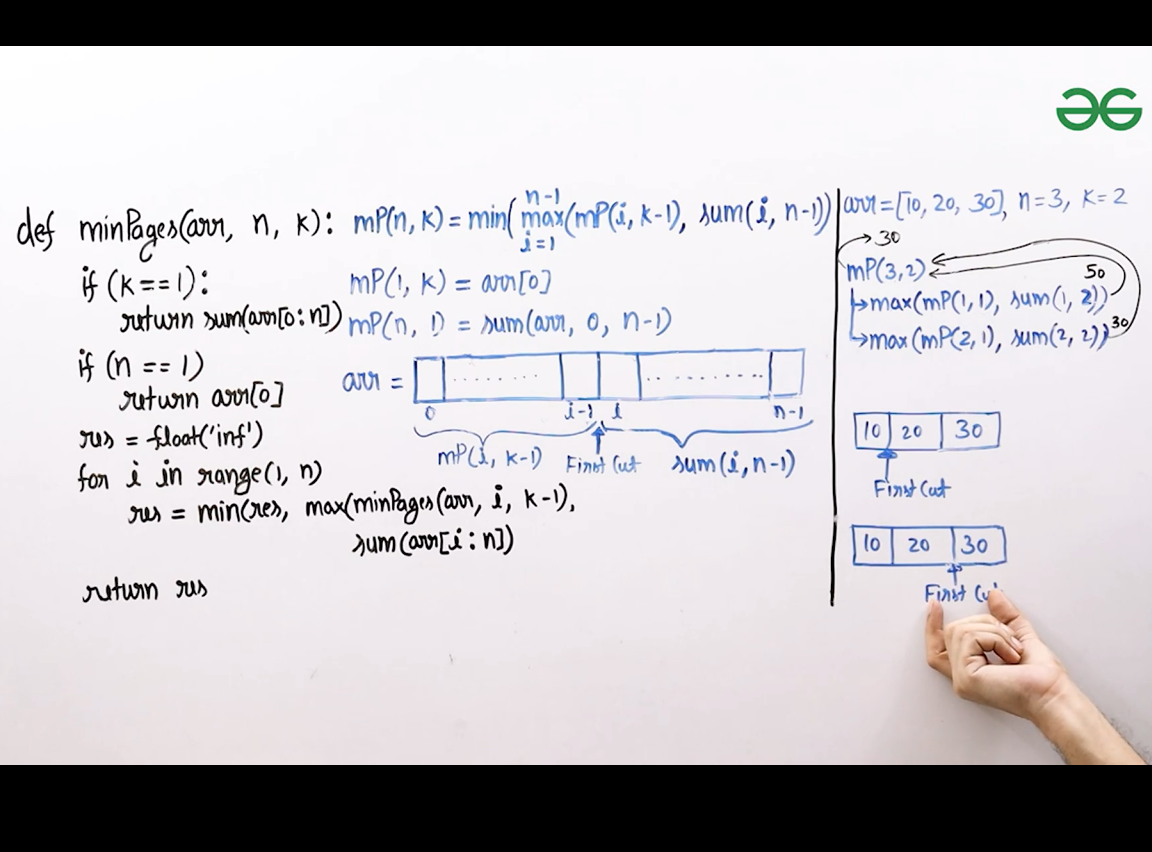 def minPages(arr, n, k):
if (k==1):
return sum(arr[0:n])
if (n == 1)
return arr[0]
res = float('inf')
for i in range(1, n)
res = min(res, max(minPages(arr, i, k-1),
sum(arr[i:n])
return res
n-1
mP(n, k) = min( max(mP(i, k-1), sum(i, n-1))
i=1
mP(1, k) = arr[0]
mP(n, 1) = sum(arr, 0, n-1)
arr = ........ ........
0 i-1 i n-1
mP(i, k-1) First Cut sum(i, n-1)
arr=[10, 20, 30], n=3, k=2
30
mP(3,2)
50
max(mP(1,1), sum(1,2))
max(mP(2,1), sum(2,2)) 30
10 20 30
First Cut
10 20 30
First Cut
GG